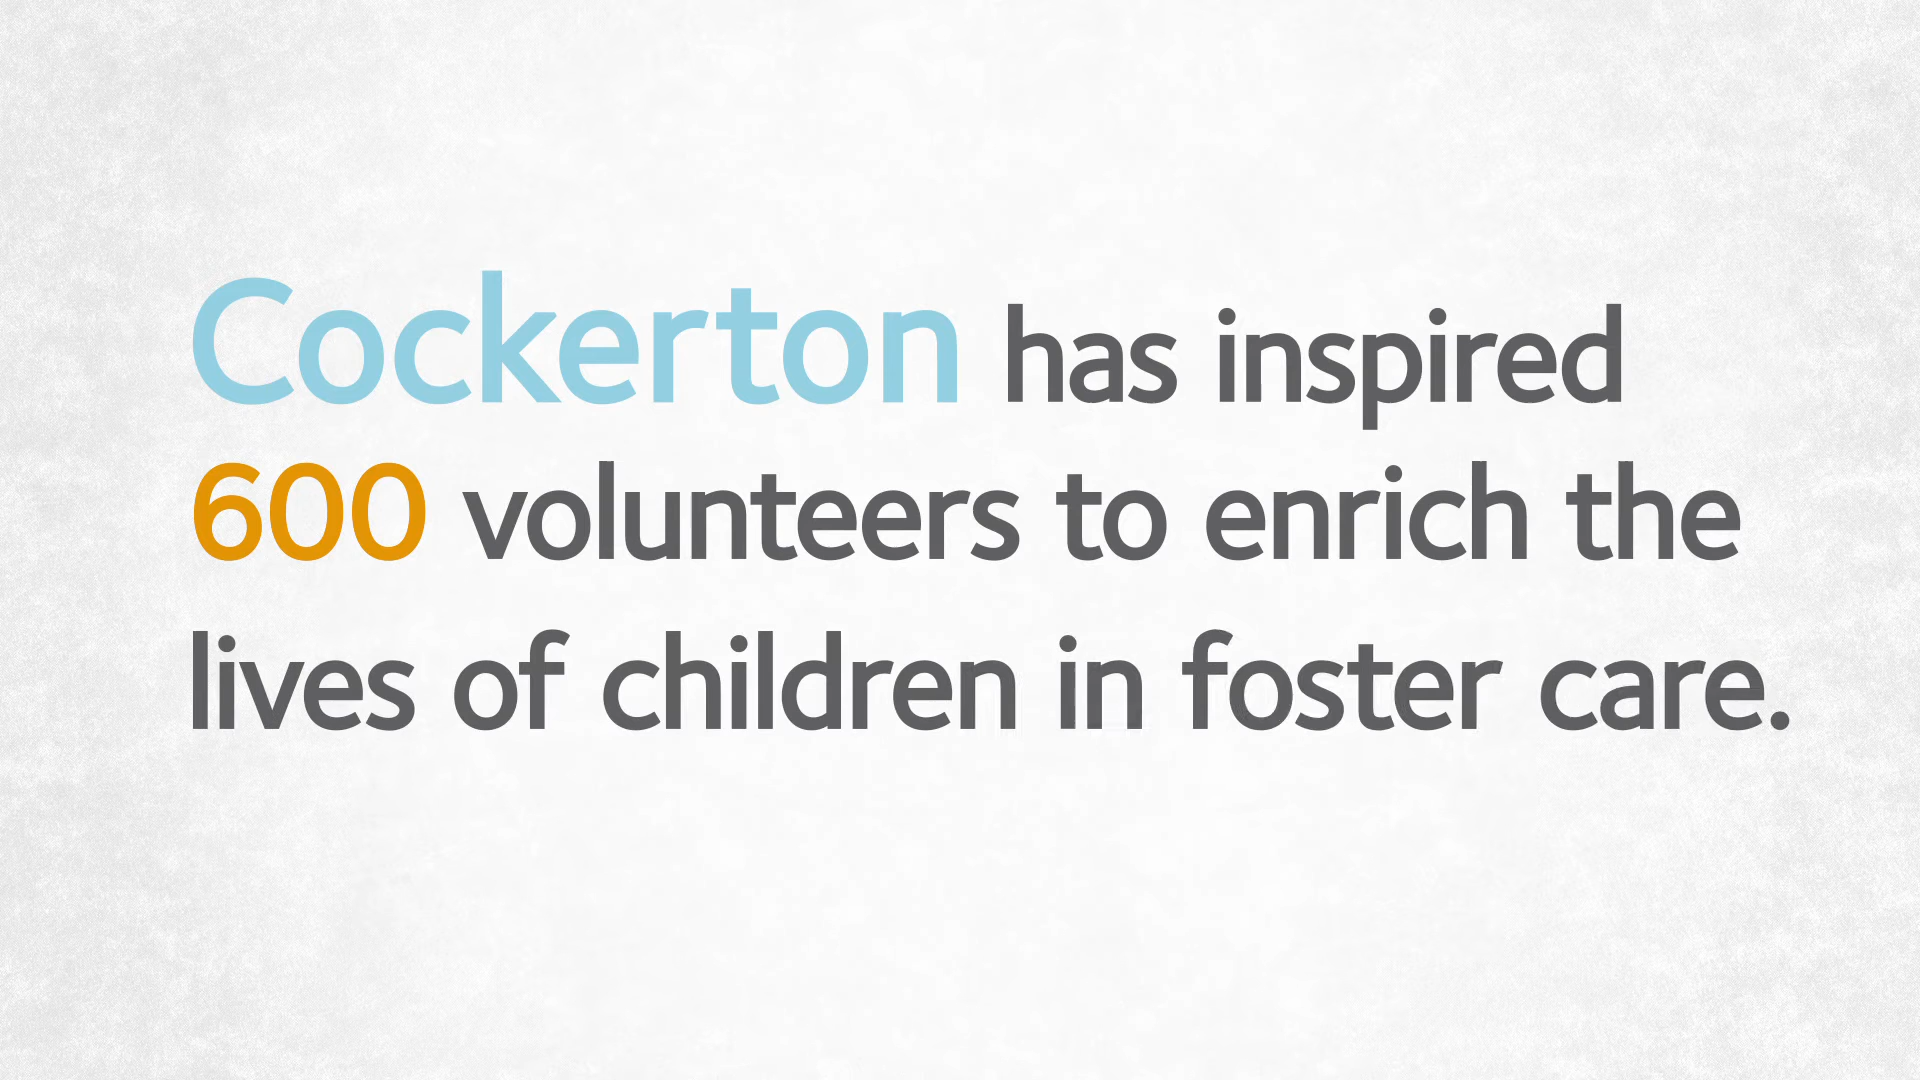 Cockerton has inspired
600 volunteers to enrich the
lives of children in foster care.